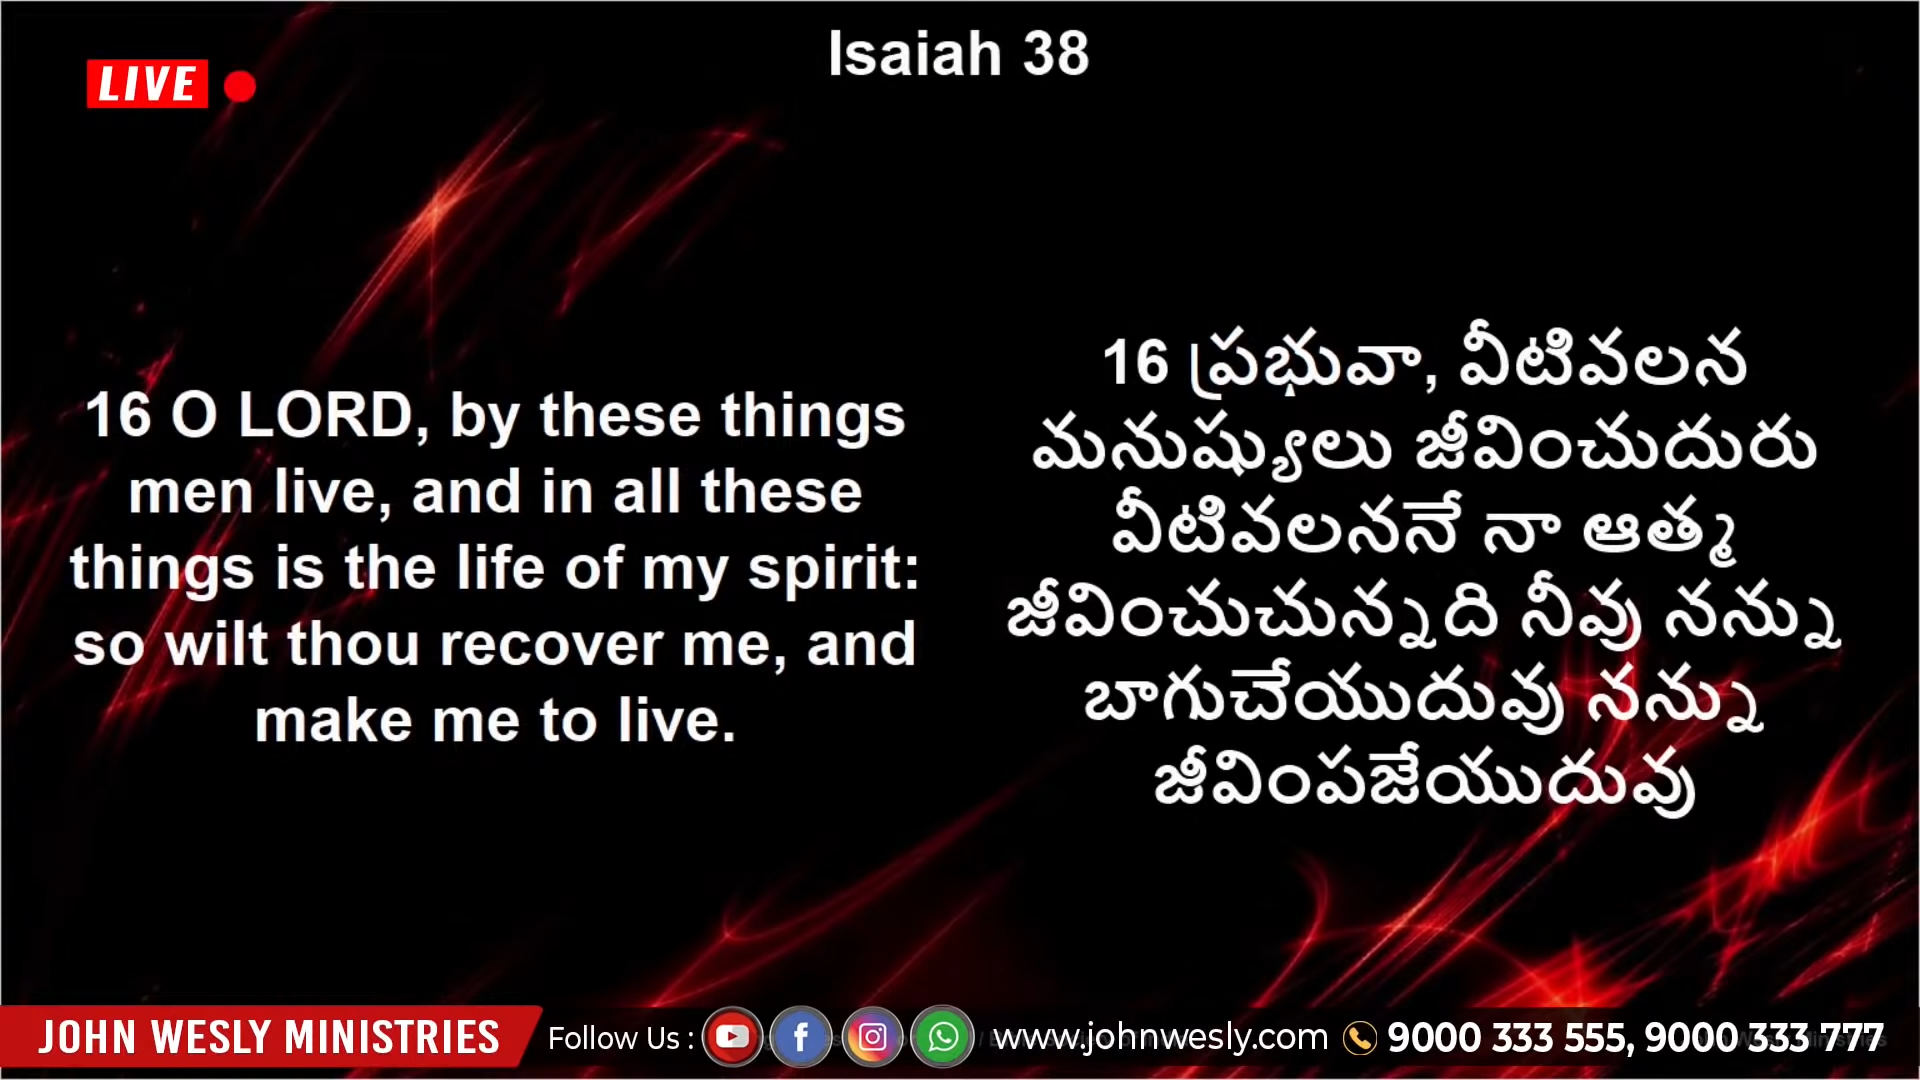 Isaiah 38
LIVE
16 O LORD, by these things
men live, and in all these
things is the life of my spirit:
so wilt thou recover me, and
make me to live.
16 ప్రభువా, వీటివలన
మనుష్యులు జీవించుదురు
వీటివలననే నా ఆత్మ
జీవించుచున్నది నీవు నన్ను
బాగుచేయుదువు నన్ను
జీవింపజేయుదువు
JOHN WESLY MINISTRIES
Follow Us :
www.johnwesly.com
9000 333 555, 9000 333 777